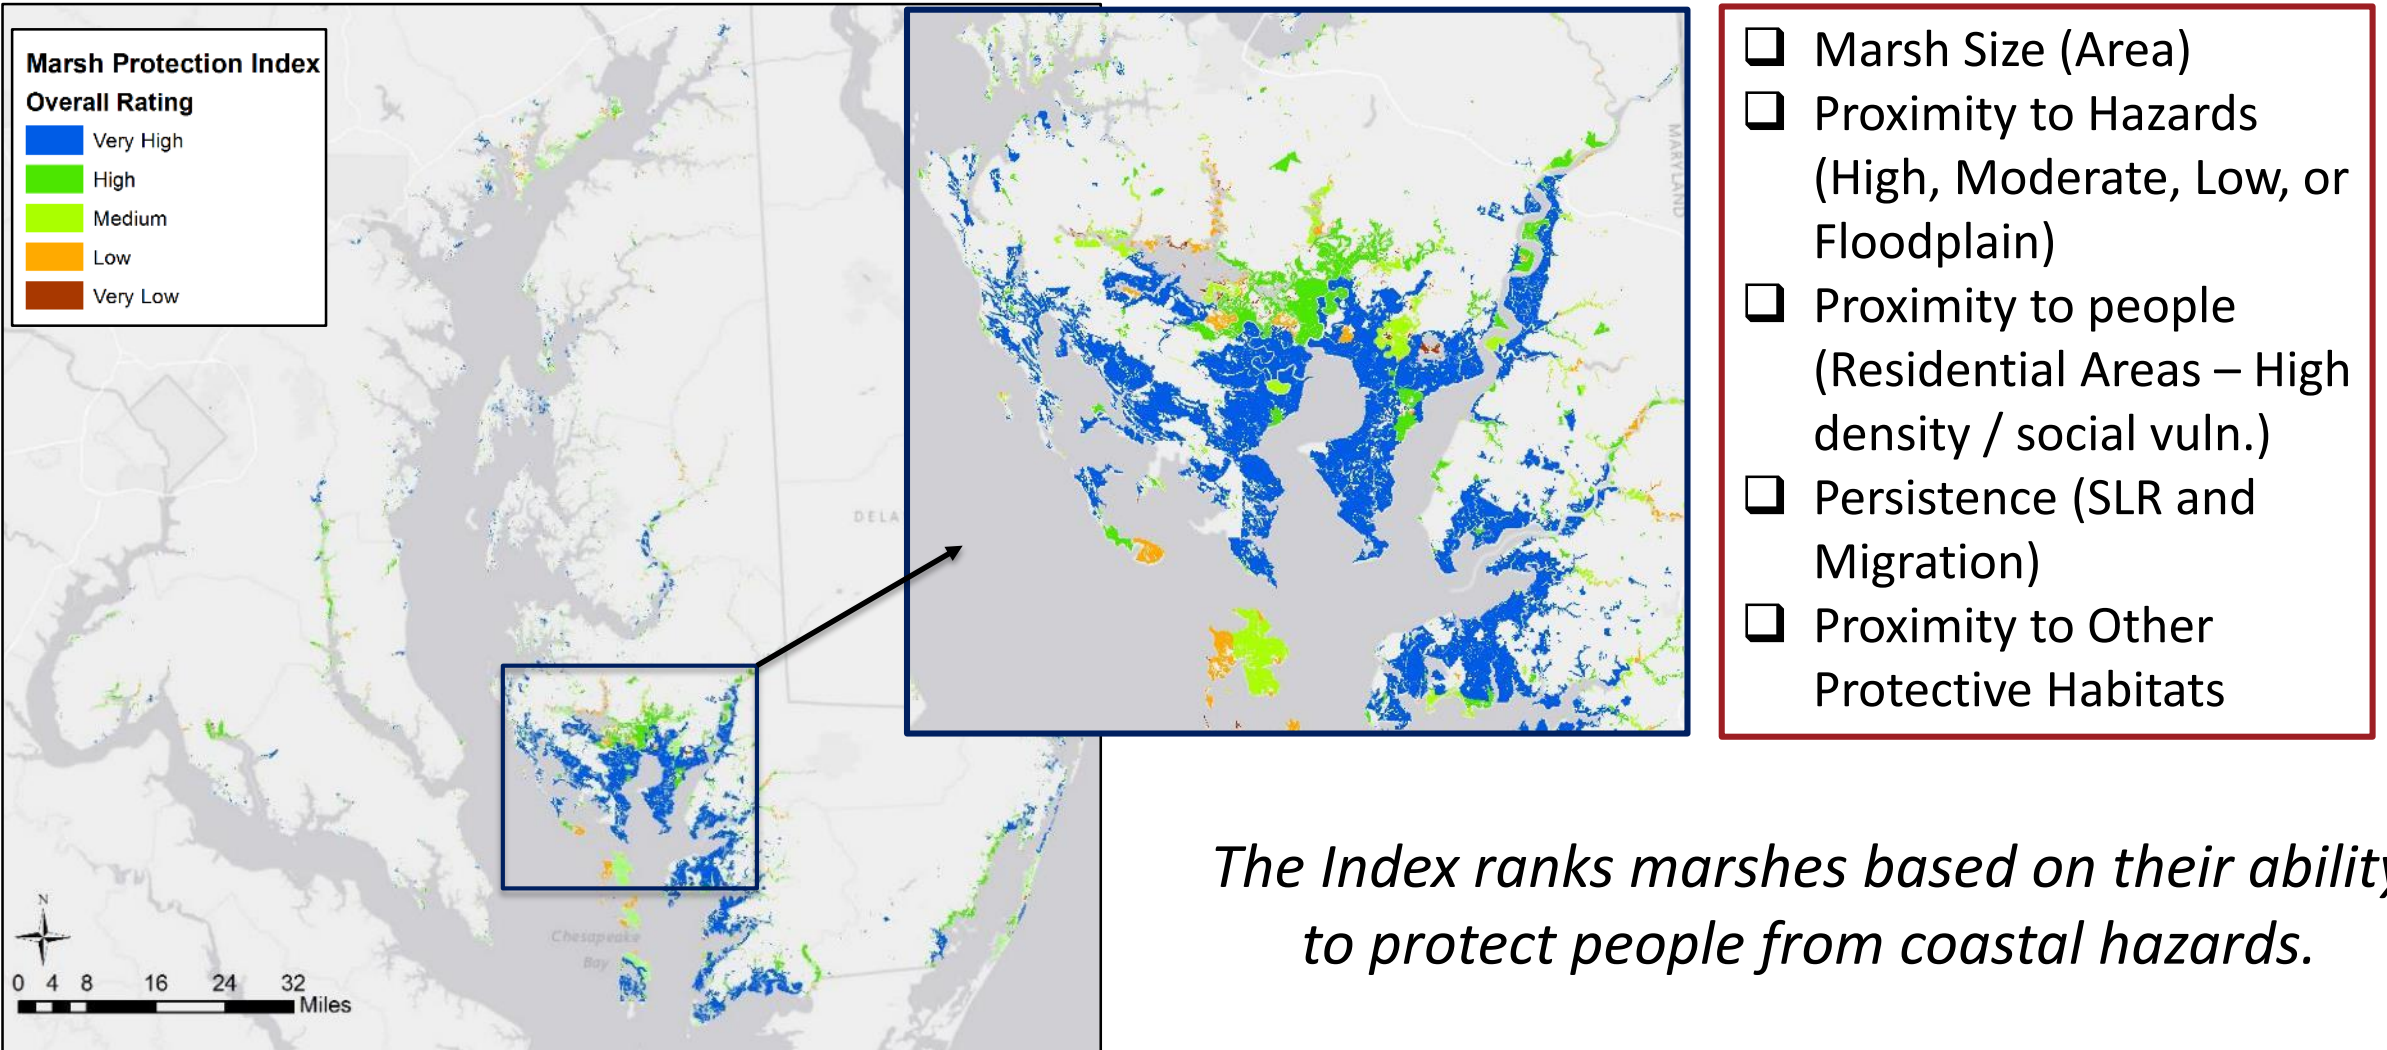 Marsh Protection Index
Overall Rating
Very High
High
Medium
Low
Very Low
DELA
Chesapeake
Bay
N
0 4 8 16 24 32
Miles
MARYLAND
❑ Marsh Size (Area)
❑ Proximity to Hazards
(High, Moderate, Low, or
Floodplain)
❑ Proximity to people
(Residential Areas – High
density / social vuln.)
❑ Persistence (SLR and
Migration)
❑ Proximity to Other
Protective Habitats
The Index ranks marshes based on their ability
to protect people from coastal hazards.